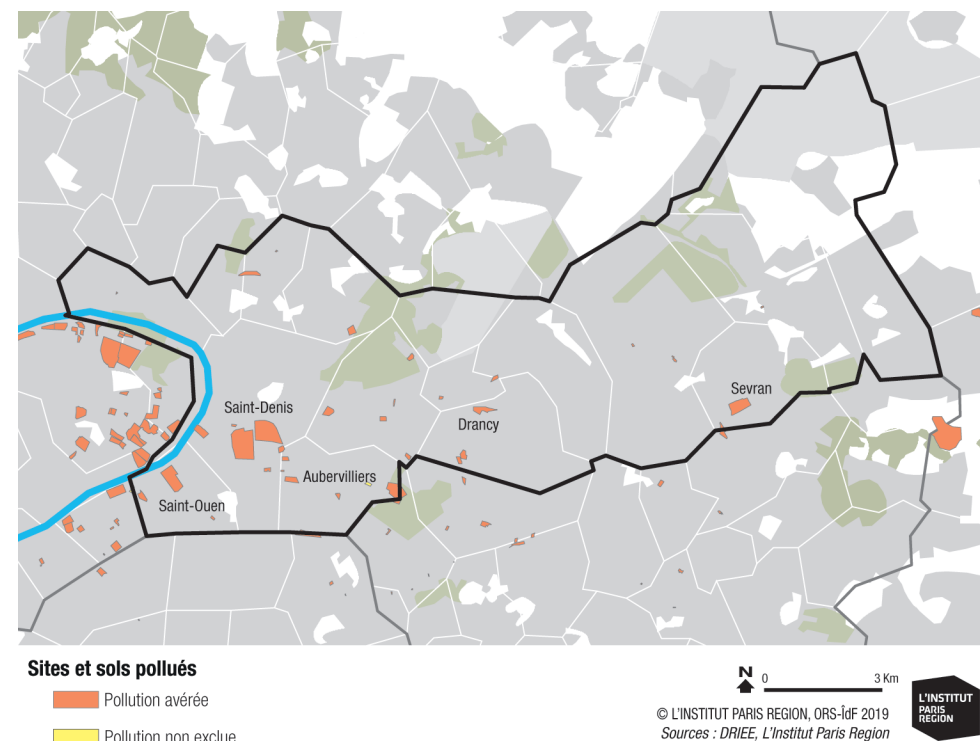 Saint-Denis
Sevran
Drancy
Aubervilliers
Saint-Ouen
Sites et sols pollués
Pollution avérée
Pollution non exclue
N
0 3 Km
© L'INSTITUT PARIS REGION, ORS-ÎdF 2019
Sources : DRIEE, L'Institut Paris Region
L'INSTITUT
PARIS
REGION